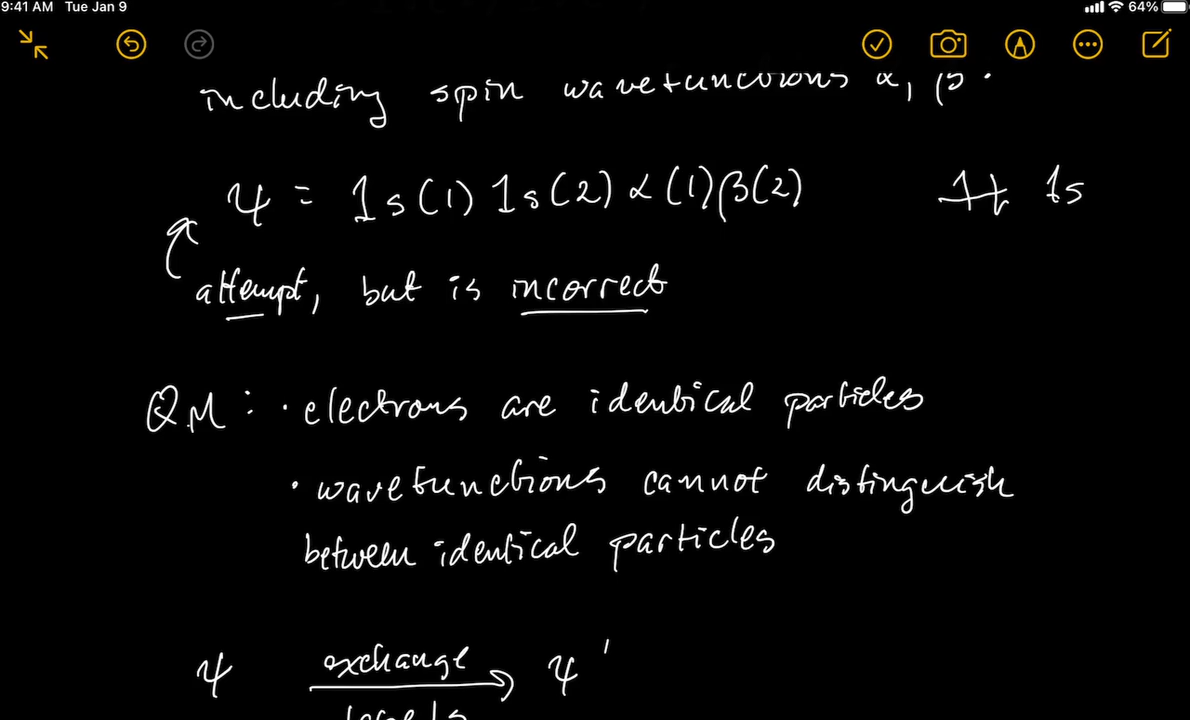 9:41 AM Tue Jan 9 64%
including spin wavefunctions α, β.
ψ = 1s(1) 1s(2) α(1)β(2) 1s
attempt, but is incorrect
QM: · electrons are identical particles
· wavefunctions cannot distinguish
between identical particles
ψ exchange ψ'
labels